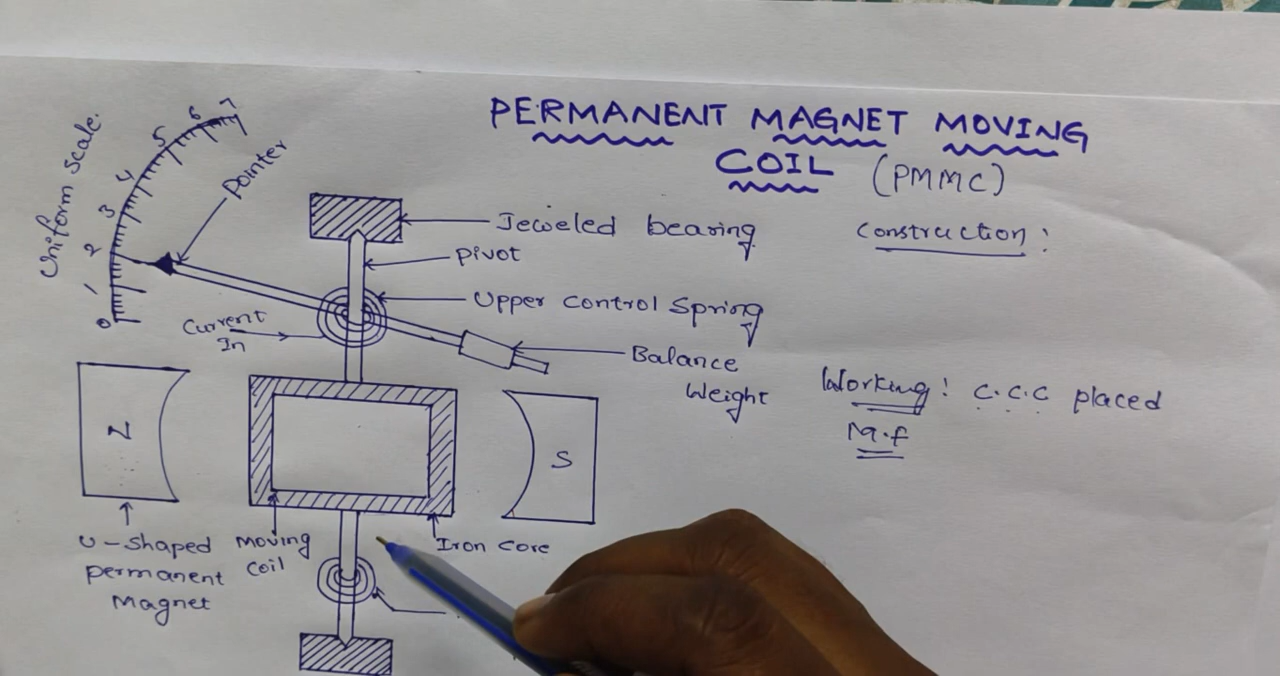 PERMANENT MAGNET MOVING
COIL (PMMC)
Uniform scale.
0 1 2 3 4 5 6 7
Pointer
Jeweled bearing
pivot
Upper control Spring
Current
In
Balance
Weight
N
S
U-shaped
permanent
Magnet
Moving
coil
Iron core
Construction:
Working: C.C.C placed
M.f